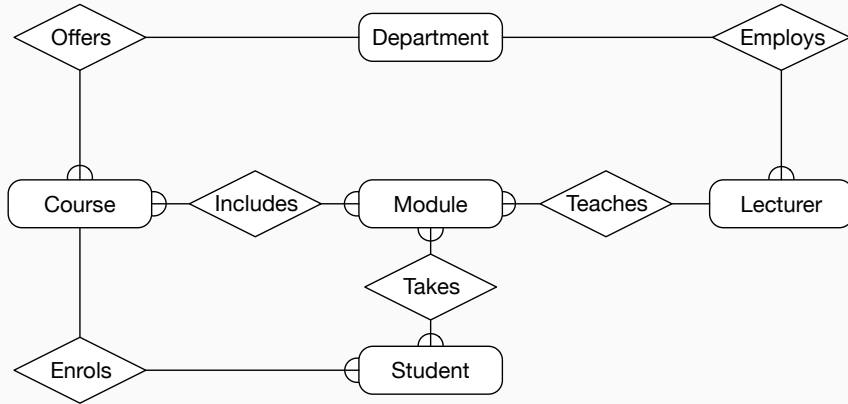 Offers
Department
Employs
Course
Includes
Module
Teaches
Lecturer
Takes
Enrols
Student